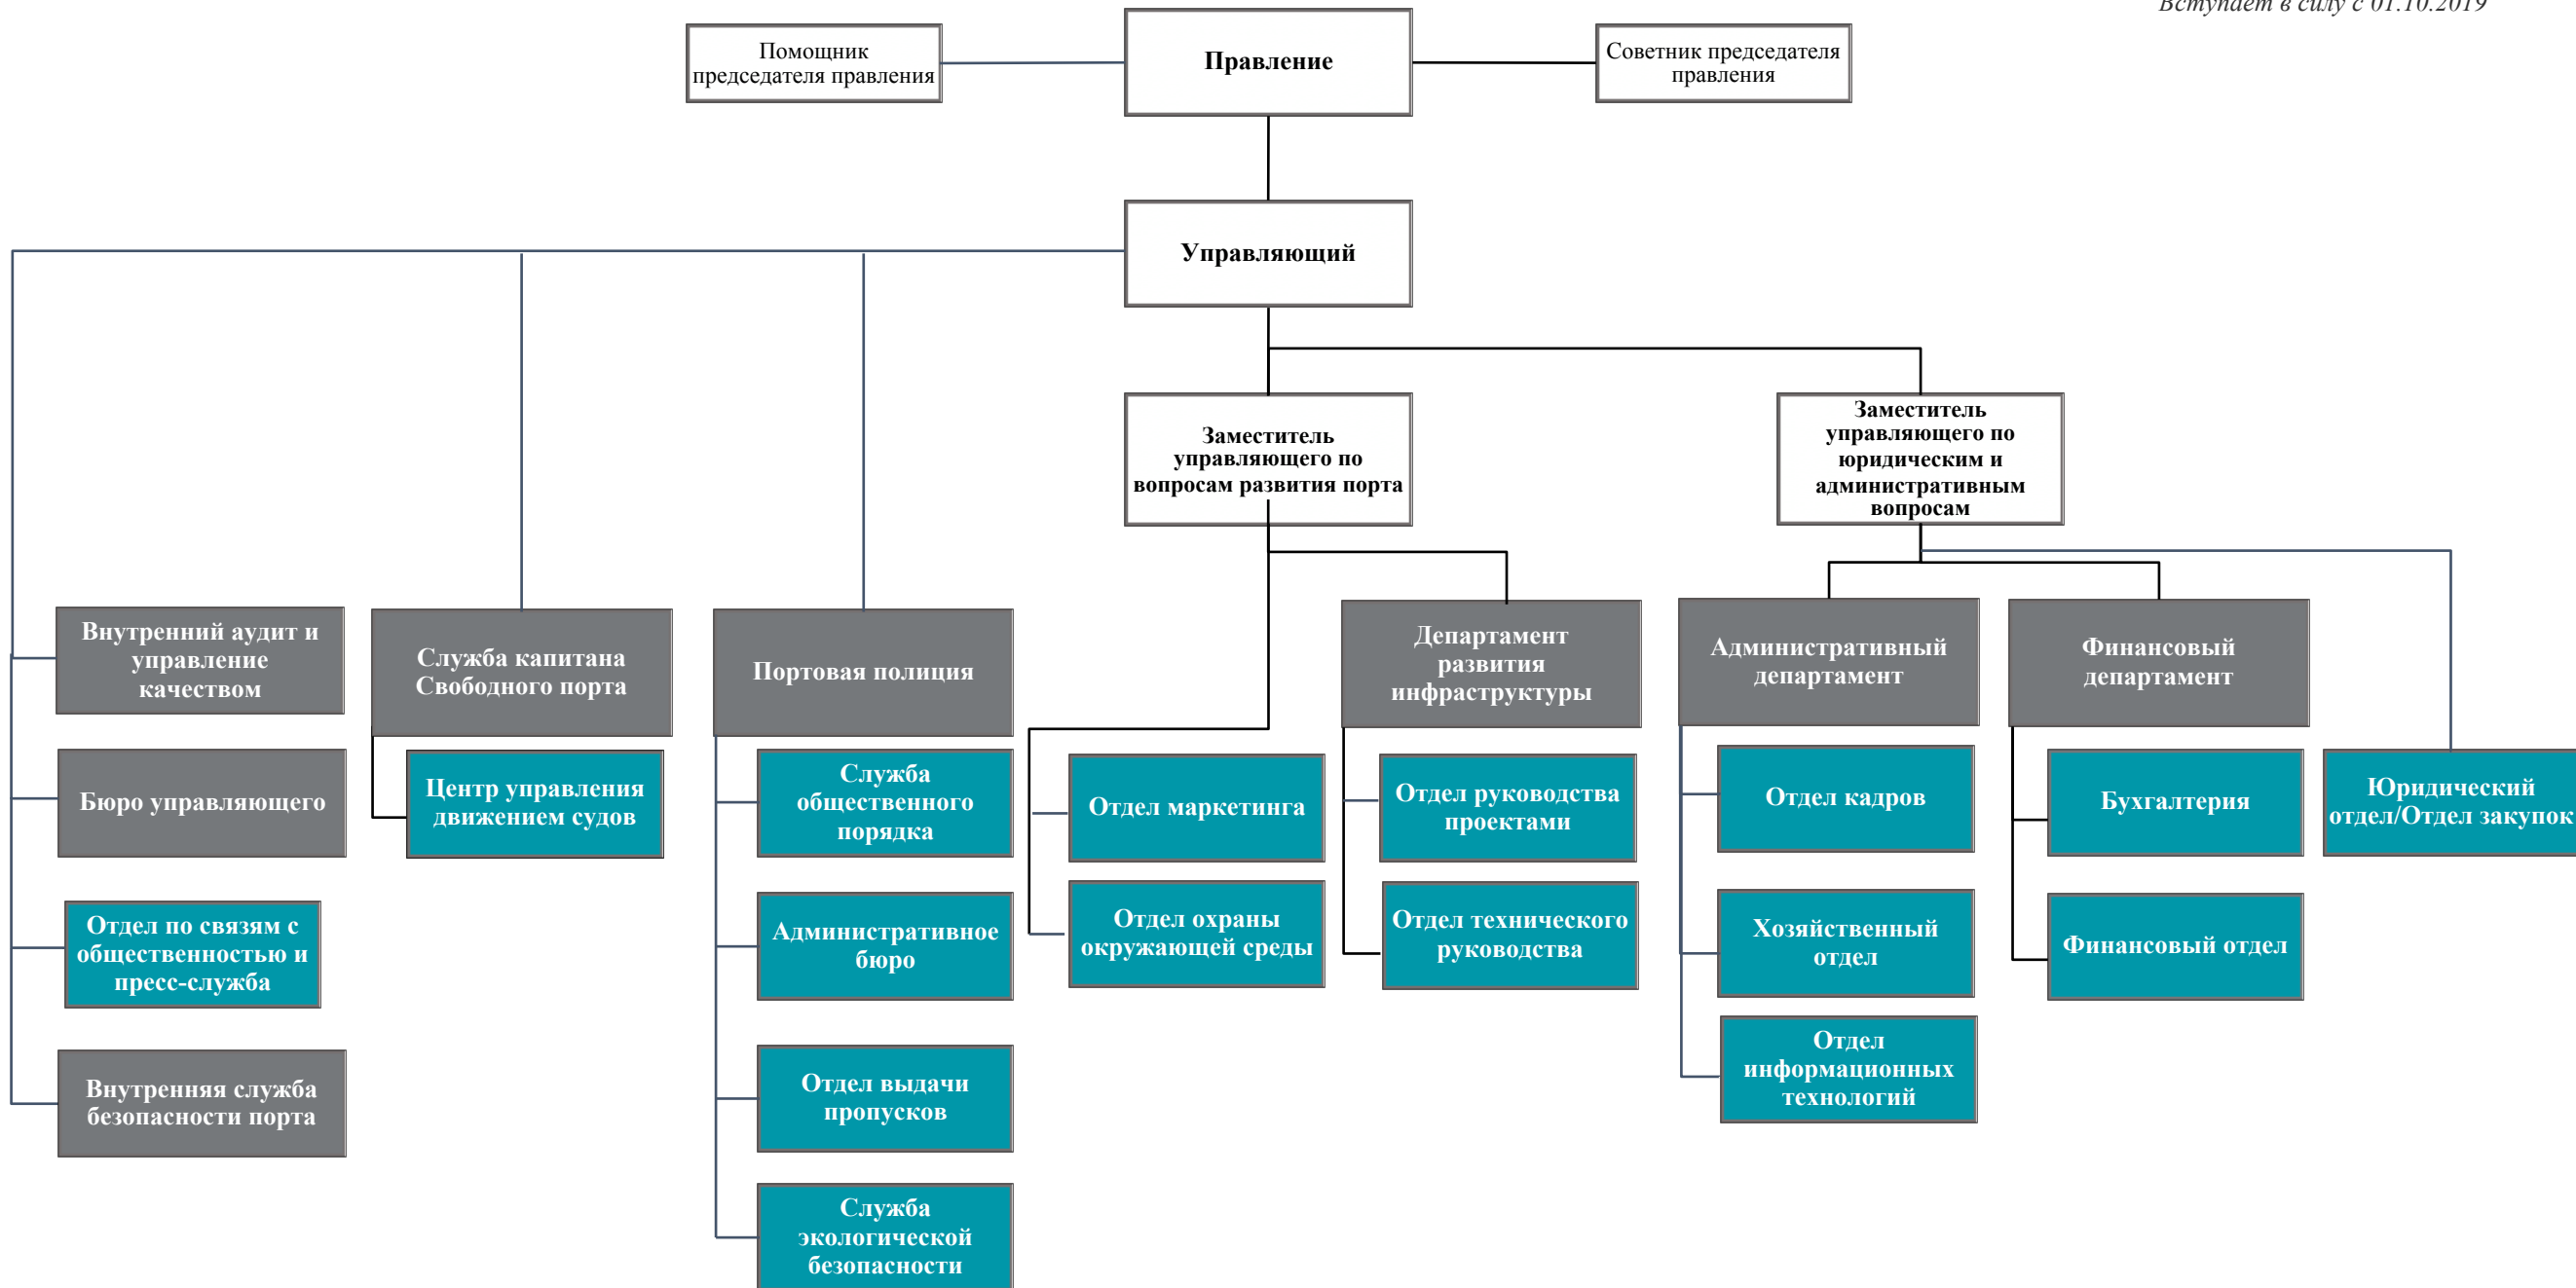 Вступает в силу с 01.10.2019
Помощник
председателя правления
Правление
Советник председателя
правления
Управляющий
Заместитель
управляющего по
вопросам развития порта
Заместитель
управляющего по
юридическим и
административным
вопросам
Внутренний аудит и
управление
качеством
Служба капитана
Свободного порта
Портовая полиция
Департамент
развития
инфраструктуры
Административный
департамент
Финансовый
департамент
Бюро управляющего
Центр управления
движением судов
Служба
общественного
порядка
Отдел маркетинга
Отдел руководства
проектами
Отдел кадров
Бухгалтерия
Юридический
отдел/Отдел закупок
Отдел по связям с
общественностью и
пресс-служба
Административное
бюро
Отдел охраны
окружающей среды
Отдел технического
руководства
Хозяйственный
отдел
Финансовый отдел
Внутренняя служба
безопасности порта
Отдел выдачи
пропусков
Отдел
информационных
технологий
Служба
экологической
безопасности